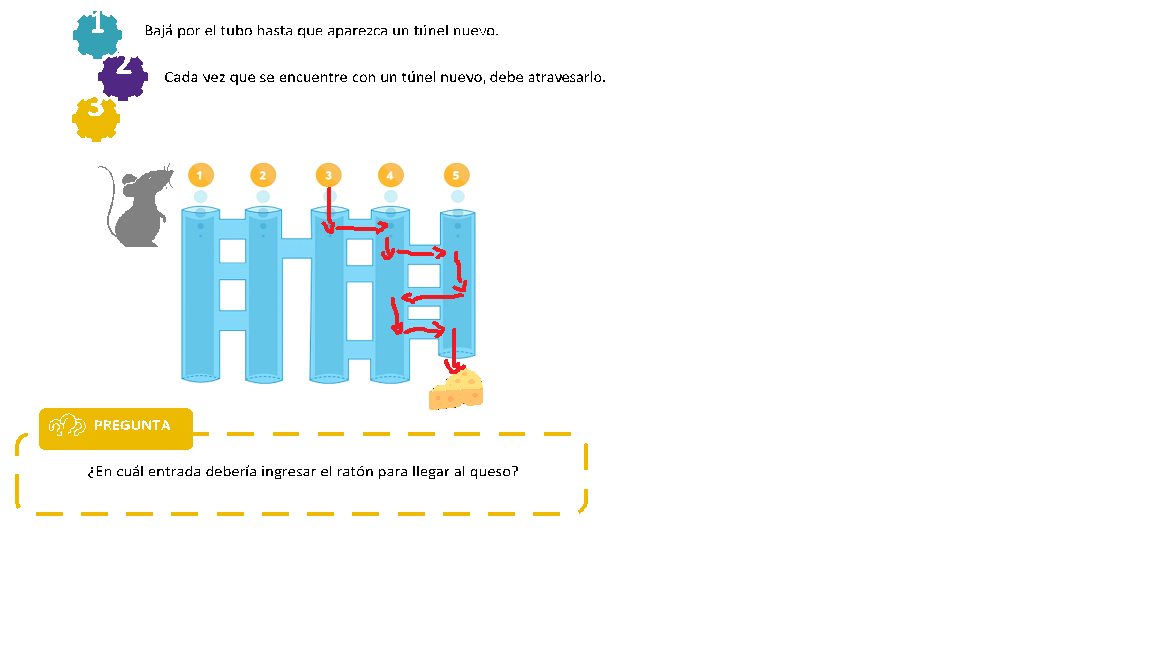 1
Bajá por el tubo hasta que aparezca un túnel nuevo.
2
Cada vez que se encuentre con un túnel nuevo, debe atravesarlo.
3
1 2 3 4 5
PREGUNTA
¿En cuál entrada debería ingresar el ratón para llegar al queso?